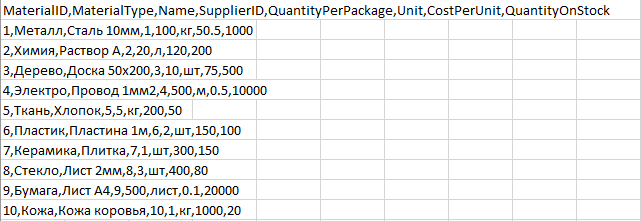 MaterialID,MaterialType,Name,SupplierID,QuantityPerPackage,Unit,CostPerUnit,QuantityOnStock
1,Металл,Сталь 10мм,1,100,кг,50.5,1000
2,Химия,Раствор А,2,20,л,120,200
3,Дерево,Доска 50х200,3,10,шт,75,500
4,Электро,Провод 1мм2,4,500,м,0.5,10000
5,Ткань,Хлопок,5,5,кг,200,50
6,Пластик,Пластина 1м,6,2,шт,150,100
7,Керамика,Плитка,7,1,шт,300,150
8,Стекло,Лист 2мм,8,3,шт,400,80
9,Бумага,Лист А4,9,500,лист,0.1,20000
10,Кожа,Кожа коровья,10,1,кг,1000,20